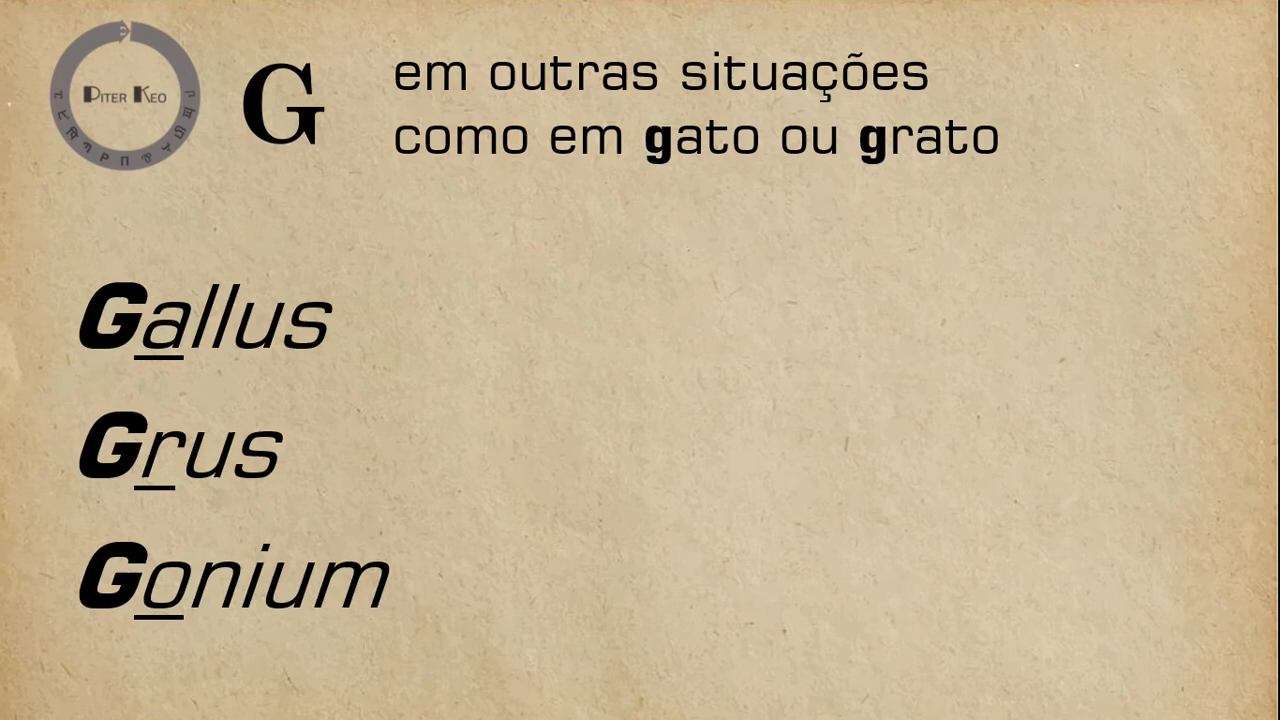 PITER KEO
G
em outras situações
como em gato ou grato
Gallus
Grus
Gonium